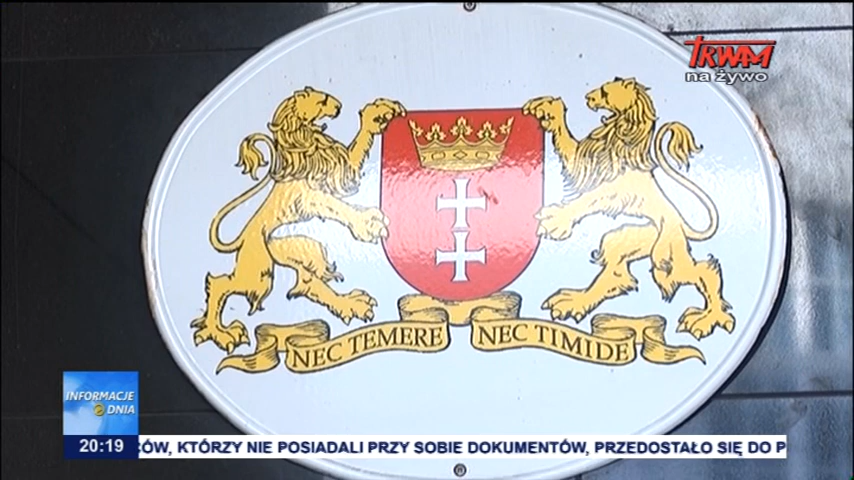 TRWAM
na żywo
NEC TEMERE NEC TIMIDE
INFORMACJE
DNIA
20:19
ÓW, KTÓRZY NIE POSIADALI PRZY SOBIE DOKUMENTÓW, PRZEDOSTAŁO SIĘ DO P